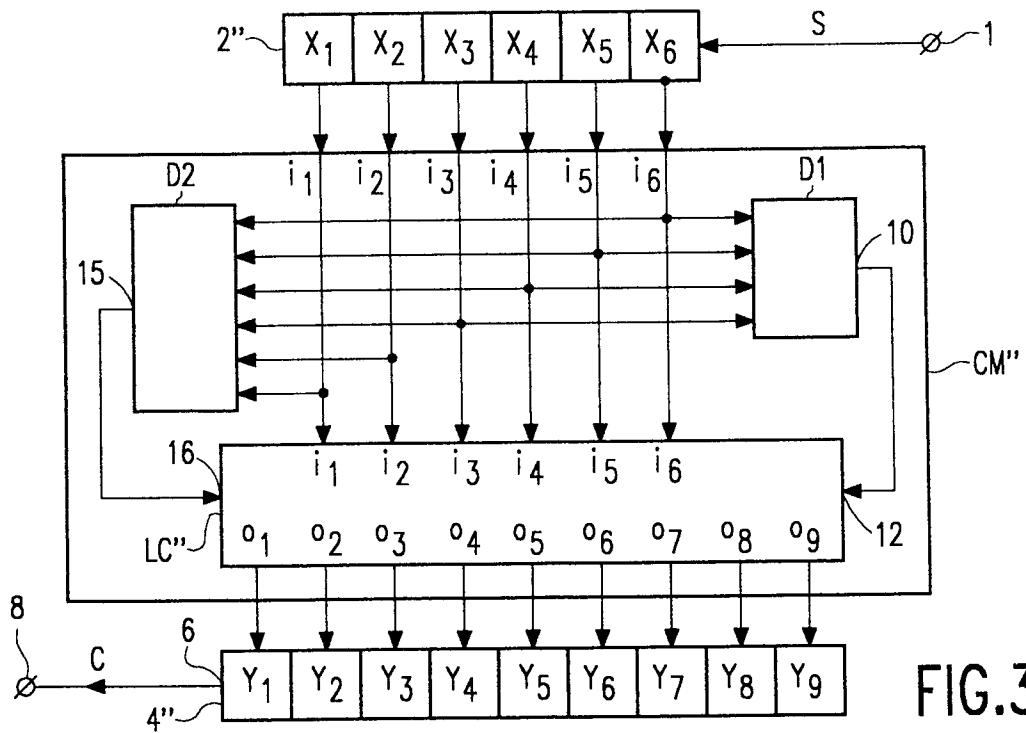 2" X1 X2 X3 X4 X5 X6 S 1
i1 i2 i3 i4 i5 i6
D2 D1
10
15
CM"
16 i1 i2 i3 i4 i5 i6
LC" o1 o2 o3 o4 o5 o6 o7 o8 o9 12
8 C 6 Y1 Y2 Y3 Y4 Y5 Y6 Y7 Y8 Y9
4"
FIG.3